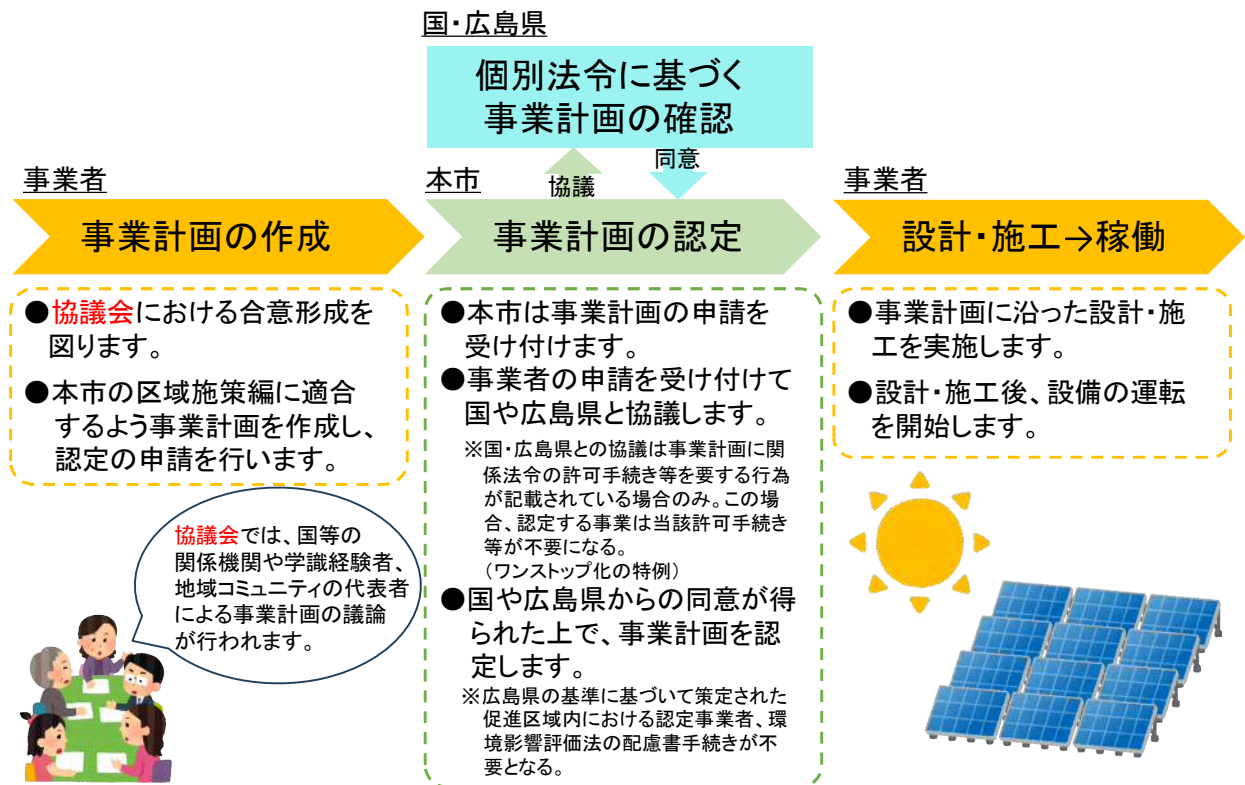 国・広島県
個別法令に基づく
事業計画の確認
協議
同意
事業者
事業計画の作成
●協議会における合意形成を
図ります。
●本市の区域施策編に適合
するよう事業計画を作成し、
認定の申請を行います。
協議会では、国等の
関係機関や学識経験者、
地域コミュニティの代表者
による事業計画の議論
が行われます。
本市
事業計画の認定
●本市は事業計画の申請を
受け付けます。
●事業者の申請を受け付けて
国や広島県と協議します。
※国・広島県との協議は事業計画に関
係法令の許可手続き等を要する行為
が記載されている場合のみ。この場
合、認定する事業は当該許可手続き
等が不要になる。
(ワンストップ化の特例)
●国や広島県からの同意が得
られた上で、事業計画を認
定します。
※広島県の基準に基づいて策定された
促進区域内における認定事業者、環
境影響評価法の配慮書手続きが不
要となる。
事業者
設計・施工→稼働
●事業計画に沿った設計・施
工を実施します。
●設計・施工後、設備の運転
を開始します。